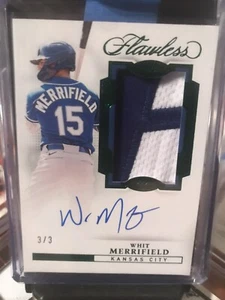 Flawless
MERRIFIELD
15
W. M
3/3
WHIT
MERRIFIELD
KANSAS CITY